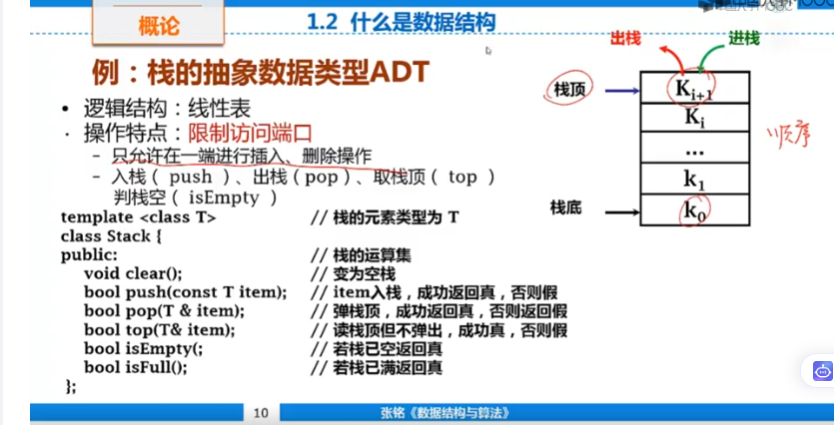 概论
1.2 什么是数据结构
例：栈的抽象数据类型ADT
• 逻辑结构：线性表
· 操作特点：限制访问端口
– 只允许在一端进行插入、删除操作
– 入栈（ push ）、出栈（pop）、取栈顶（ top ）
判栈空（ isEmpty ）
template <class T> // 栈的元素类型为 T
class Stack {
public: // 栈的运算集
void clear(); // 变为空栈
bool push(const T item); // item入栈，成功返回真，否则假
bool pop(T & item); // 弹栈顶，成功返回真，否则返回假
bool top(T& item); // 读栈顶但不弹出，成功真，否则假
bool isEmpty(; // 若栈已空返回真
bool isFull(); // 若栈已满返回真
};
出栈 进栈
栈顶 Ki+1
Ki
...
k1
栈底 k0
顺序
10 张铭《数据结构与算法》